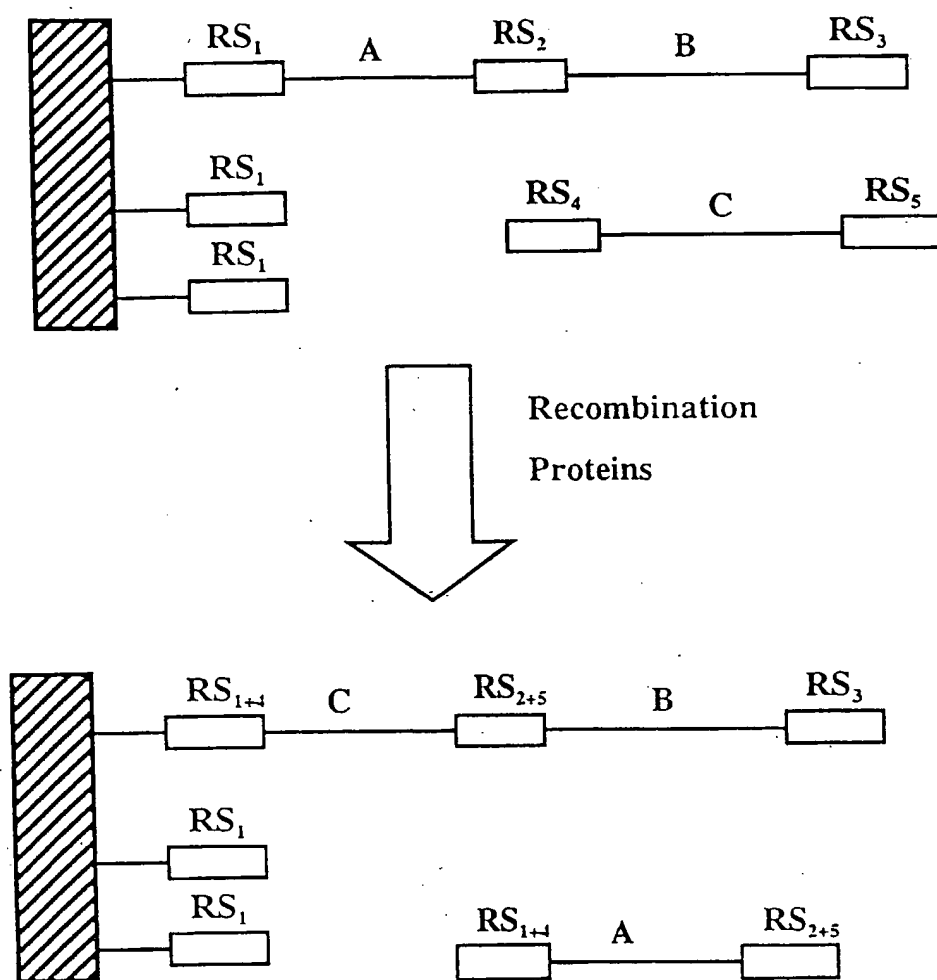 RS₁ A RS₂ B RS₃
RS₁
RS₄ C RS₅
RS₁
Recombination
Proteins
RS₁₊₄ C RS₂₊₅ B RS₃
RS₁
RS₁
RS₁₊₄ A RS₂₊₅